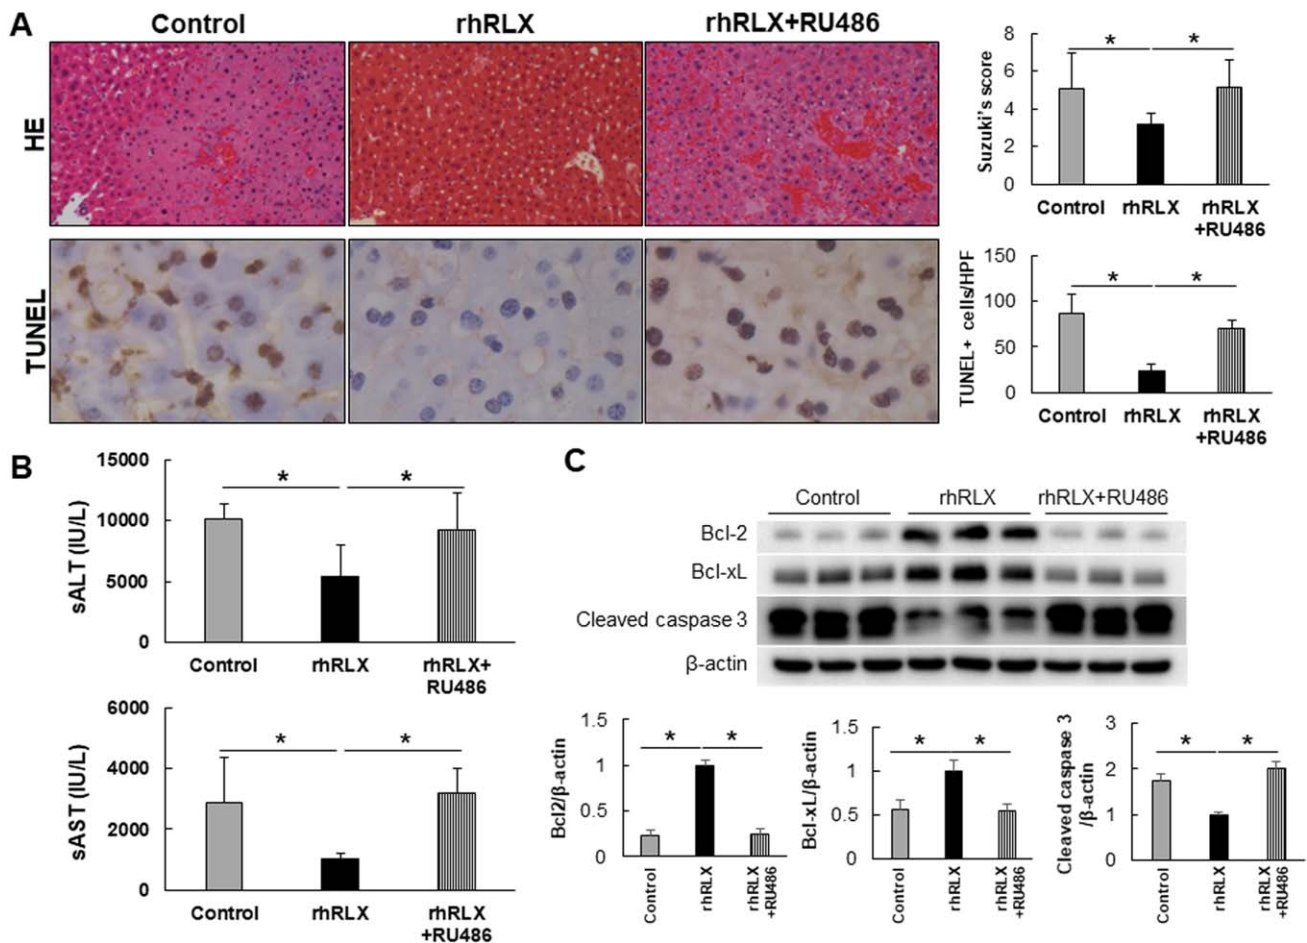 A
Control
rhRLX
rhRLX+RU486
HE
TUNEL
Suzuki's score
8
6
4
2
0
*
*
Control
rhRLX
rhRLX
+RU486
TUNEL+ cells/HPF
150
100
50
0
*
*
Control
rhRLX
rhRLX
+RU486
B
sALT (IU/L)
15000
10000
5000
0
*
*
Control
rhRLX
rhRLX+
RU486
sAST (IU/L)
6000
4000
2000
0
*
*
Control
rhRLX
rhRLX
+RU486
C
Control
rhRLX
rhRLX+RU486
Bcl-2
Bcl-xL
Cleaved caspase 3
β-actin
Bcl2/β-actin
1.5
1
0.5
0
*
*
Control
rhRLX
rhRLX
+RU486
Bcl-xL/β-actin
1.5
1
0.5
0
*
*
Control
rhRLX
rhRLX
+RU486
Cleaved caspase 3
/β-actin
3
2
1
0
*
*
Control
rhRLX
rhRLX
+RU486